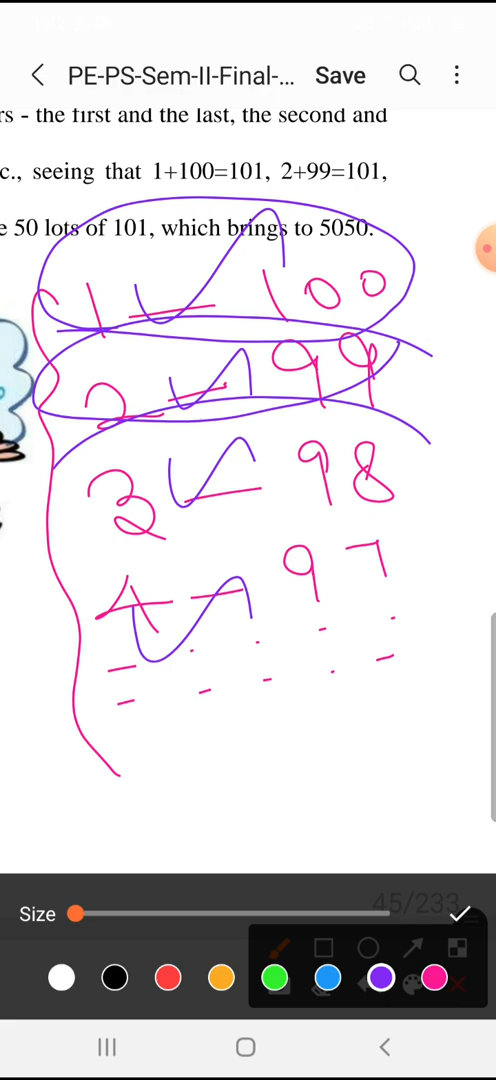 PE-PS-Sem-II-Final-... Save
rs - the first and the last, the second and
c., seeing that 1+100=101, 2+99=101,
e 50 lots of 101, which brings to 5050.
1 — 100
2 — 99
3 — 98
4 — 97
45/233
Size